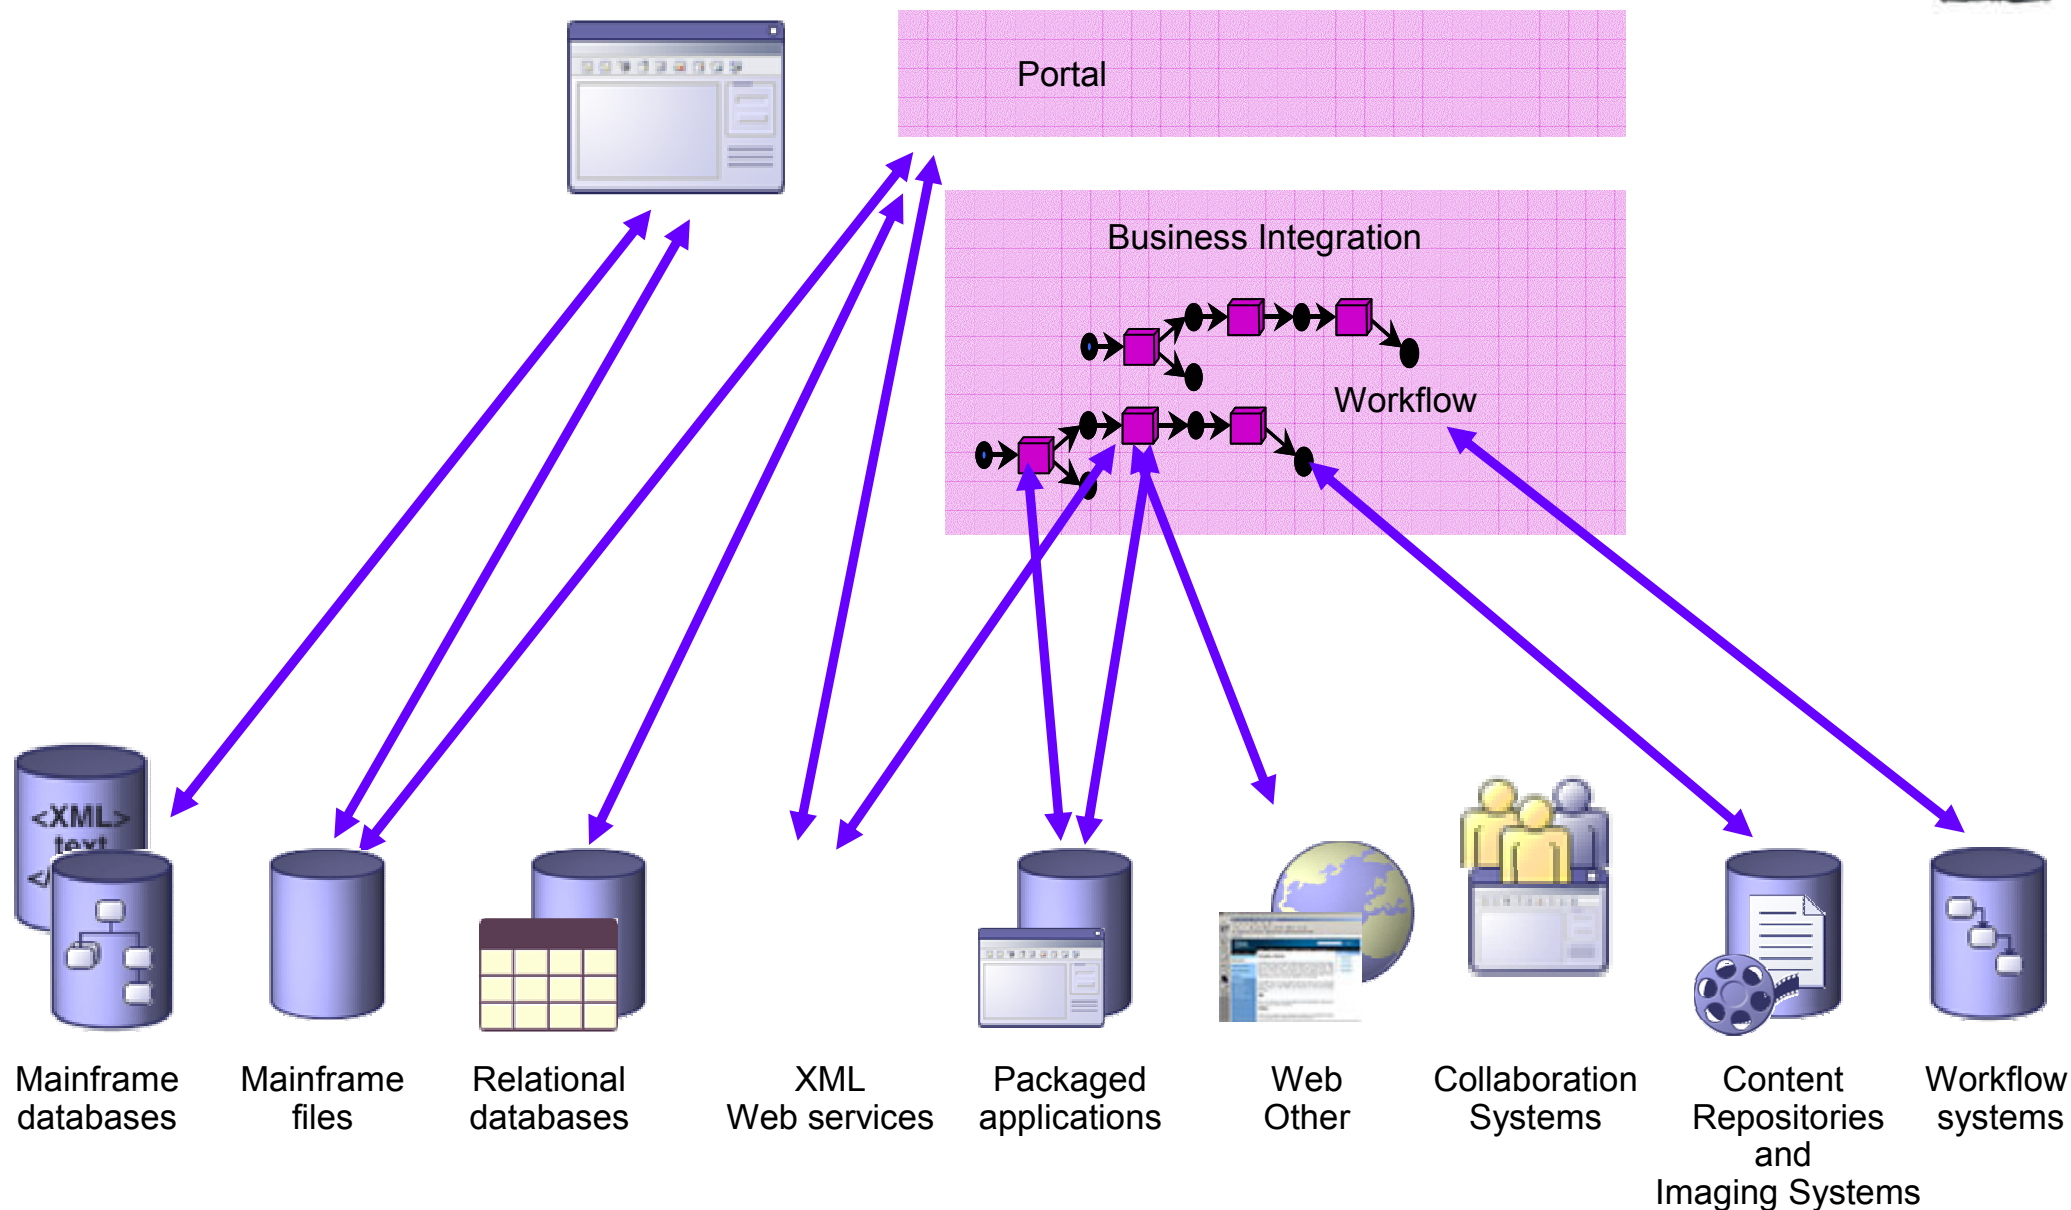 Portal
Business Integration
Workflow
<XML>
text
</
Mainframe
databases
Mainframe
files
Relational
databases
XML
Web services
Packaged
applications
Web
Other
Collaboration
Systems
Content
Repositories
and
Imaging Systems
Workflow
systems